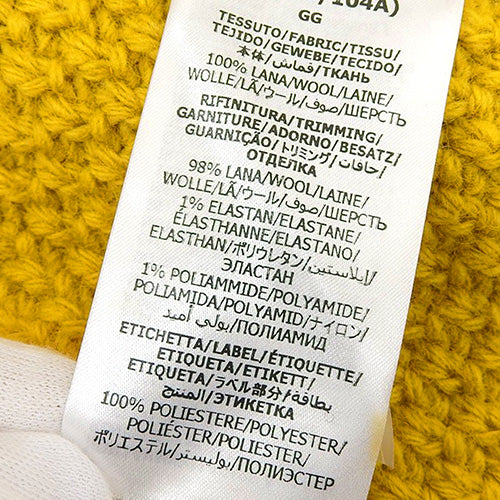 /104A)
GG
TESSUTO/FABRIC/TISSU/
TEJIDO/GEWEBE/TECIDO/
本体/قماش/ТКАНЬ
100% LANA/WOOL/LAINE/
WOLLE/LÃ/ウール/صوف/ШЕРСТЬ
RIFINITURA/TRIMMING/
GARNITURE/ADORNO/BESATZ/
GUARNIÇÃO/トリミング/حافات/
ОТДЕЛКА
98% LANA/WOOL/LAINE/
WOLLE/LÃ/ウール/صوف/ШЕРСТЬ
1% ELASTAN/ELASTANE/
ÉLASTHANNE/ELASTANO/
ELASTHAN/ポリウレタン/إيلاستين/
ЭЛАСТАН
1% POLIAMMIDE/POLYAMIDE/
POLIAMIDA/POLYAMID/ナイロン/
بولي أميد/ПОЛИАМИД
ETICHETTA/LABEL/ÉTIQUETTE/
ETIQUETA/ETIKETT/
ETIQUETA/ラベル部分/بطاقة
المنتج/ЭТИКЕТКА
100% POLIESTERE/POLYESTER/
POLIÉSTER/POLIESTER/
ポリエステル/بوليستر/ПОЛИЭСТЕР